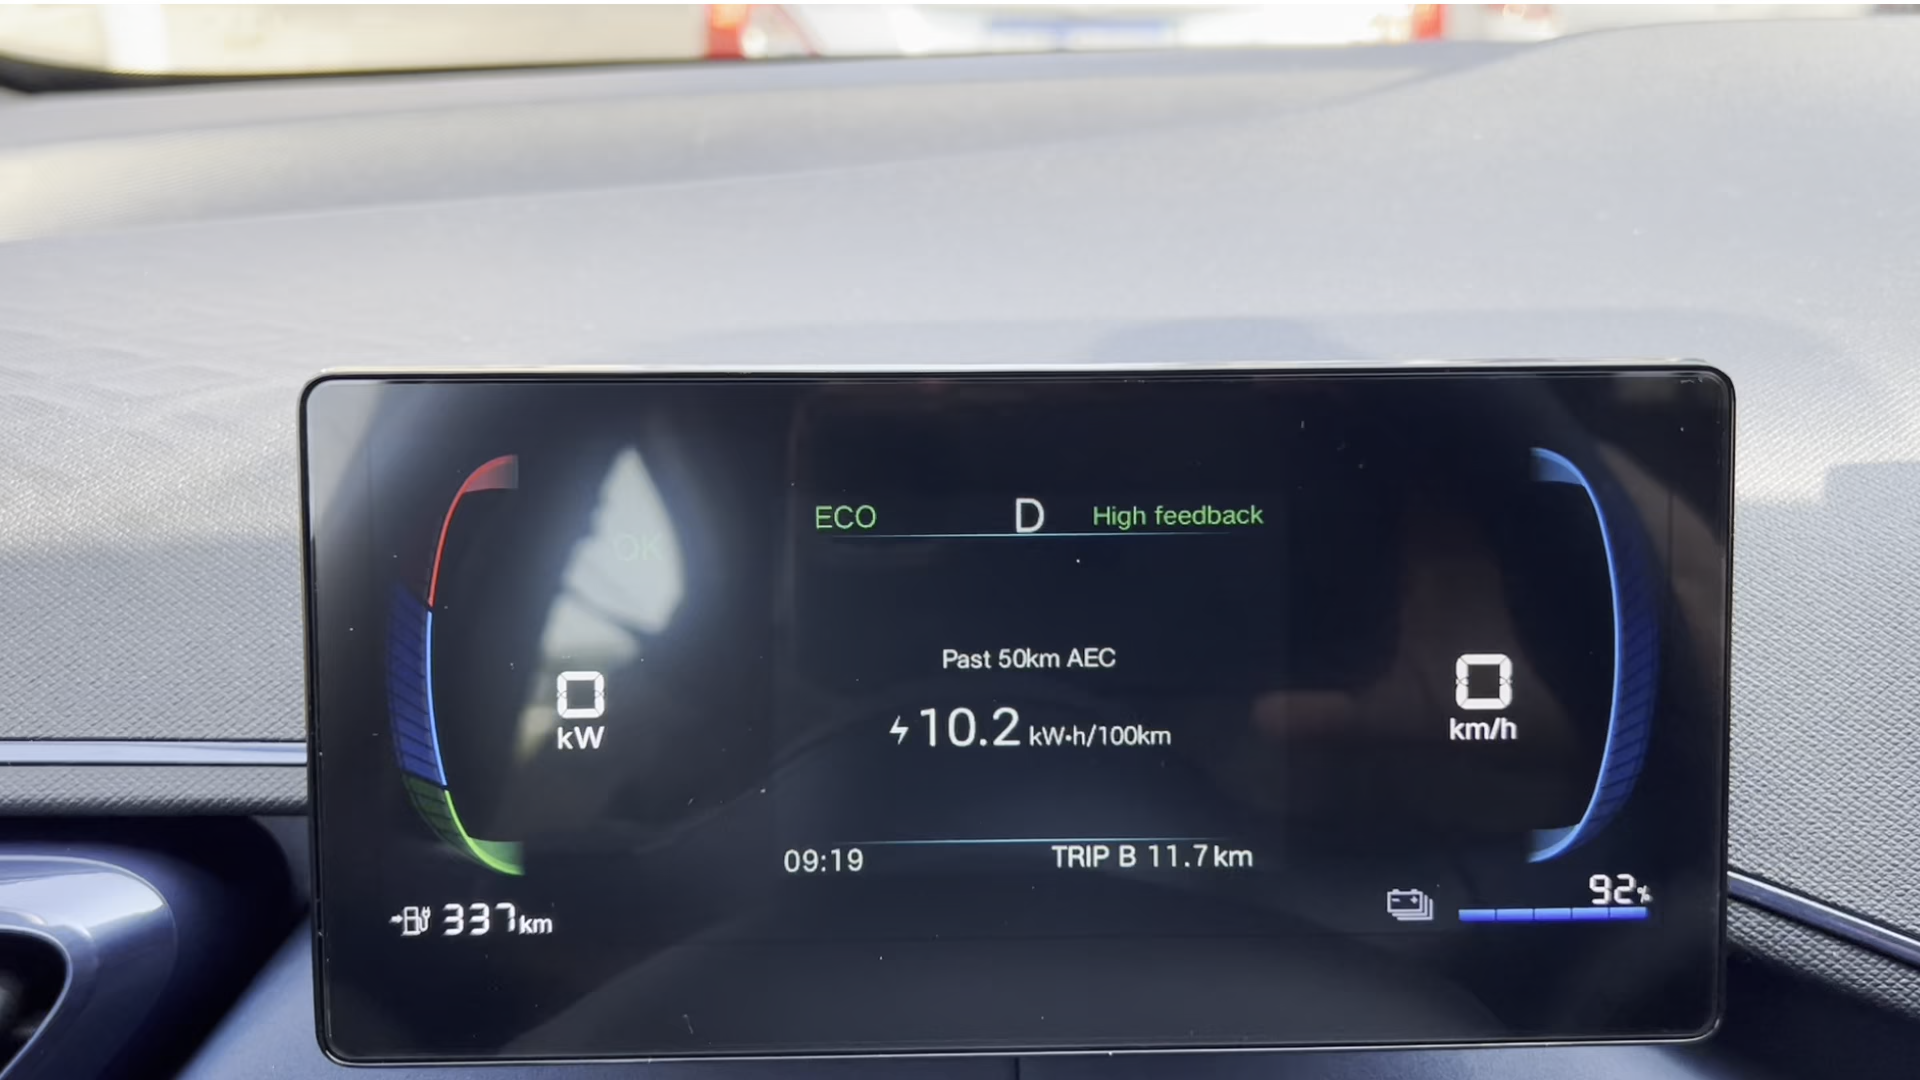 ECO D High feedback
OK
Past 50km AEC
10.2 kW·h/100km
0
kW
0
km/h
09:19 TRIP B 11.7km
337km
92%